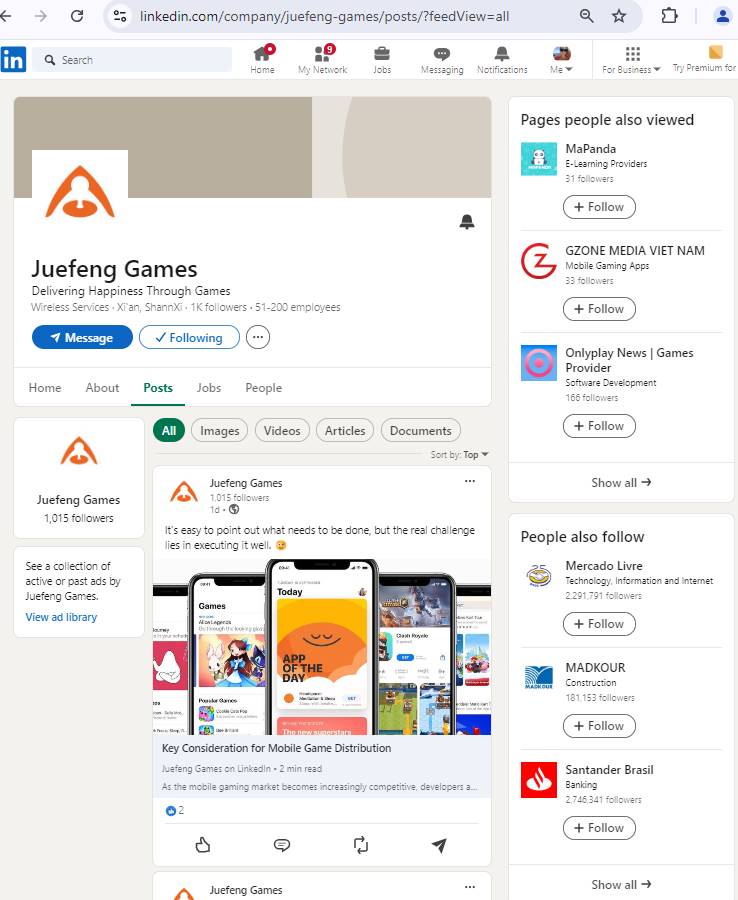 linkedin.com/company/juefeng-games/posts/?feedView=all
in
Search
Home
9
My Network
Jobs
Messaging
Notifications
Me
For Business
Try Premium for
Juefeng Games
Delivering Happiness Through Games
Wireless Services · Xi'an, ShannXi · 1K followers · 51-200 employees
Message
Following
Home
About
Posts
Jobs
People
Juefeng Games
1,015 followers
See a collection of
active or past ads by
Juefeng Games.
View ad library
All
Images
Videos
Articles
Documents
Sort by: Top
Juefeng Games
1,015 followers
1d •
It's easy to point out what needs to be done, but the real challenge
lies in executing it well.
Games
Alice Legends
Popular Games
Cookie Cats Pop
Today
APP
OF THE
DAY
GET
The new superstars
Clash Royale
GET
Key Consideration for Mobile Game Distribution
Juefeng Games on LinkedIn • 2 min read
As the mobile gaming market becomes increasingly competitive, developers a...
2
Juefeng Games
Pages people also viewed
MaPanda
E-Learning Providers
31 followers
+ Follow
GZONE MEDIA VIET NAM
Mobile Gaming Apps
33 followers
+ Follow
Onlyplay News | Games
Provider
Software Development
166 followers
+ Follow
Show all →
People also follow
Mercado Livre
Technology, Information and Internet
2,291,791 followers
+ Follow
MADKOUR
MADKOUR
Construction
181,153 followers
+ Follow
Santander Brasil
Banking
2,746,341 followers
+ Follow
Show all →